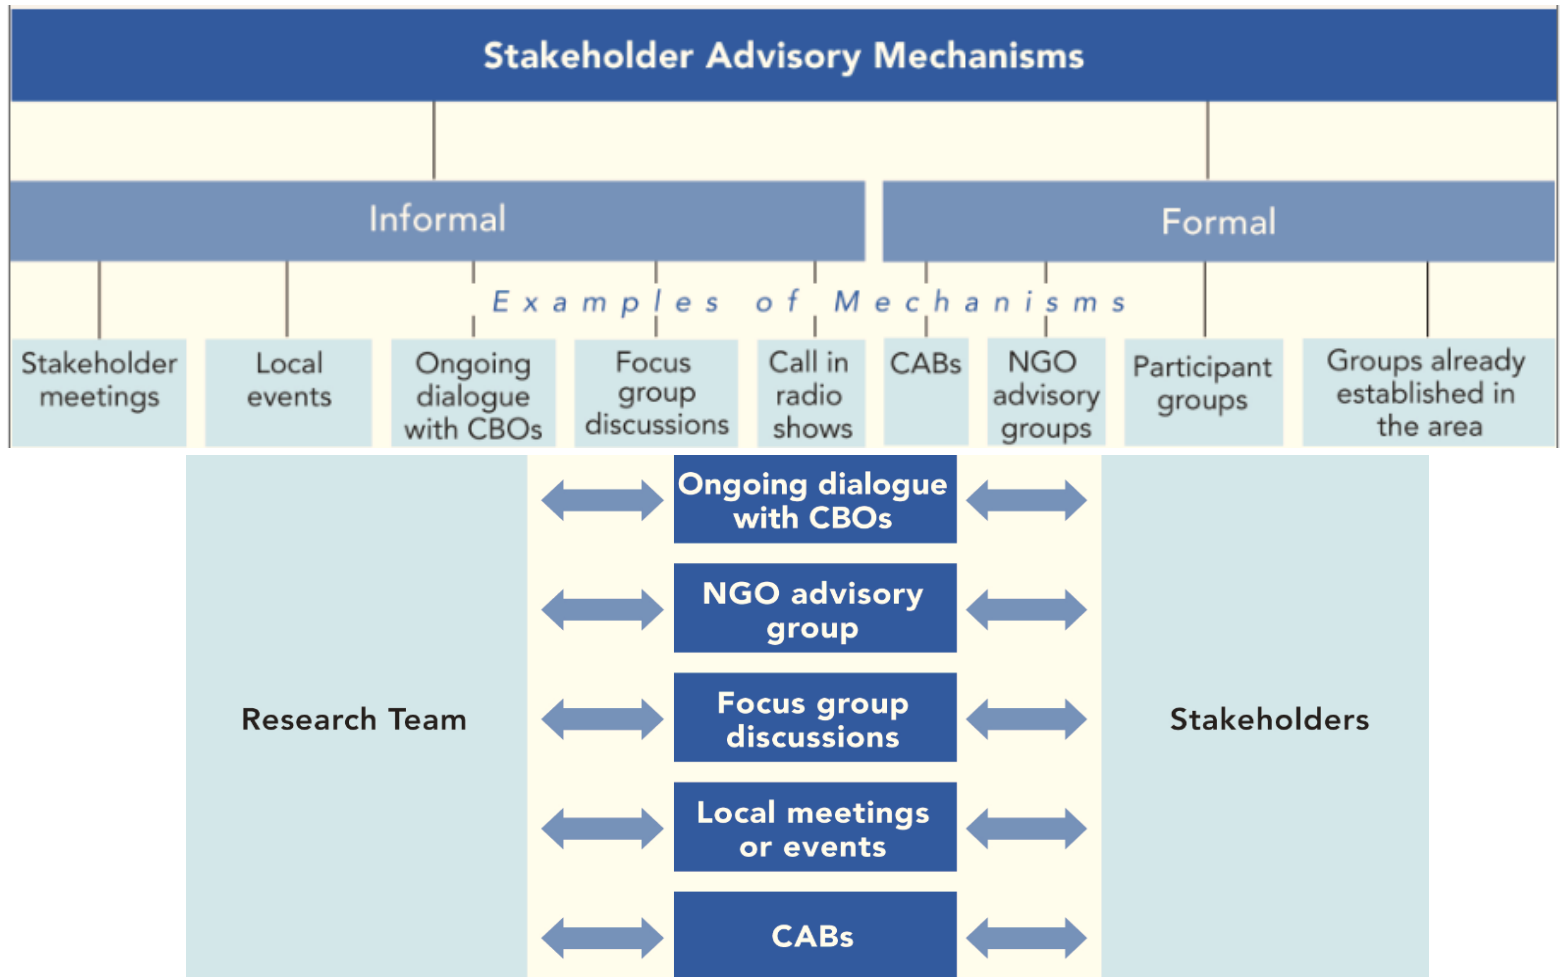 Stakeholder Advisory Mechanisms
Informal
Formal
Examples of Mechanisms
Stakeholder
meetings
Local
events
Ongoing
dialogue
with CBOs
Focus
group
discussions
Call in
radio
shows
CABs
NGO
advisory
groups
Participant
groups
Groups already
established in
the area
Research Team
Ongoing dialogue
with CBOs
NGO advisory
group
Focus group
discussions
Local meetings
or events
CABs
Stakeholders